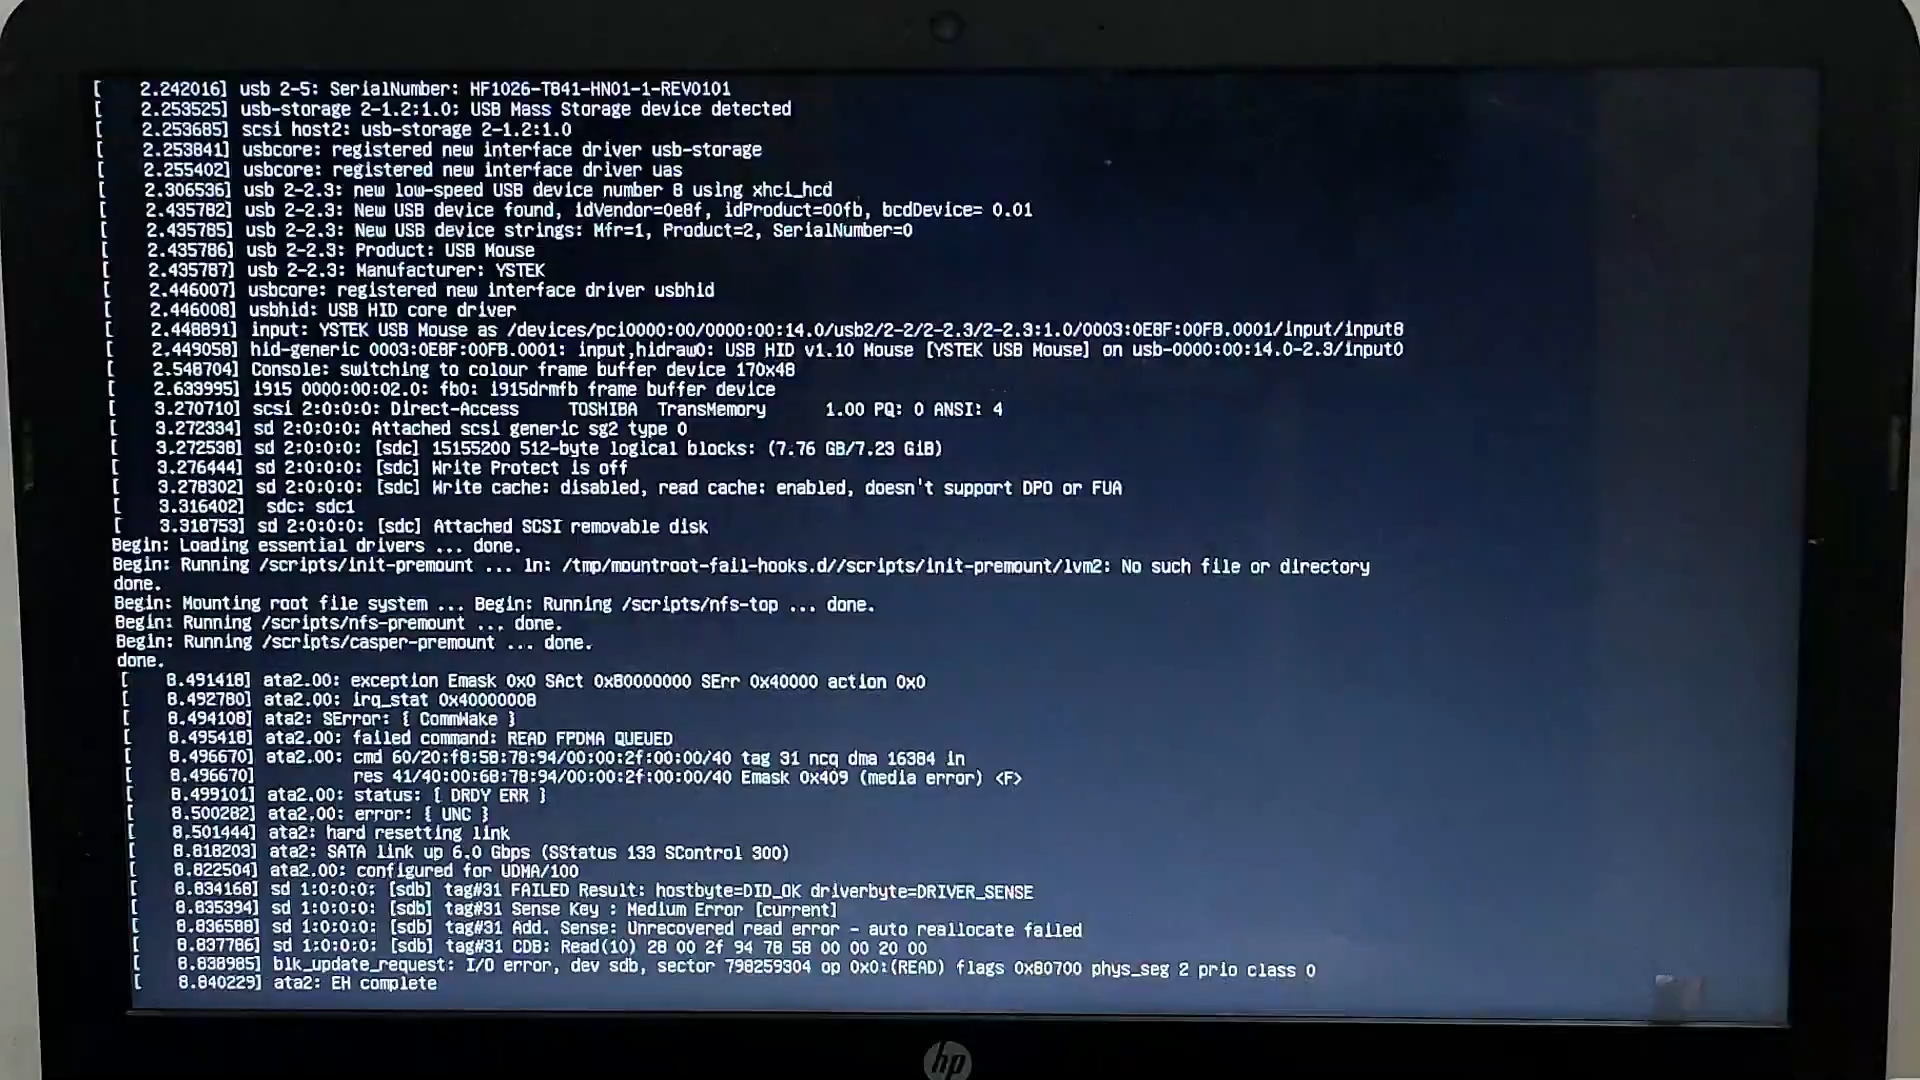 [    2.242016] usb 2-5: SerialNumber: HF1026-T841-HN01-1-REV0101
[    2.253525] usb-storage 2-1.2:1.0: USB Mass Storage device detected
[    2.253685] scsi host2: usb-storage 2-1.2:1.0
[    2.253841] usbcore: registered new interface driver usb-storage
[    2.255402] usbcore: registered new interface driver uas
[    2.306536] usb 2-2.3: new low-speed USB device number 8 using xhci_hcd
[    2.435782] usb 2-2.3: New USB device found, idVendor=0e8f, idProduct=00fb, bcdDevice= 0.01
[    2.435785] usb 2-2.3: New USB device strings: Mfr=1, Product=2, SerialNumber=0
[    2.435786] usb 2-2.3: Product: USB Mouse
[    2.435787] usb 2-2.3: Manufacturer: YSTEK
[    2.446007] usbcore: registered new interface driver usbhid
[    2.446008] usbhid: USB HID core driver
[    2.448891] input: YSTEK USB Mouse as /devices/pci0000:00/0000:00:14.0/usb2/2-2/2-2.3/2-2.3:1.0/0003:0E8F:00FB.0001/input/input8
[    2.449058] hid-generic 0003:0E8F:00FB.0001: input,hidraw0: USB HID v1.10 Mouse [YSTEK USB Mouse] on usb-0000:00:14.0-2.3/input0
[    2.548704] Console: switching to colour frame buffer device 170x48
[    2.633995] i915 0000:00:02.0: fb0: i915drmfb frame buffer device
[    3.270710] scsi 2:0:0:0: Direct-Access     TOSHIBA  TransMemory      1.00 PQ: 0 ANSI: 4
[    3.272334] sd 2:0:0:0: Attached scsi generic sg2 type 0
[    3.272538] sd 2:0:0:0: [sdc] 15155200 512-byte logical blocks: (7.76 GB/7.23 GiB)
[    3.276444] sd 2:0:0:0: [sdc] Write Protect is off
[    3.278302] sd 2:0:0:0: [sdc] Write cache: disabled, read cache: enabled, doesn't support DPO or FUA
[    3.316402]  sdc: sdc1
[    3.318753] sd 2:0:0:0: [sdc] Attached SCSI removable disk
Begin: Loading essential drivers ... done.
Begin: Running /scripts/init-premount ... ln: /tmp/mountroot-fail-hooks.d//scripts/init-premount/lvm2: No such file or directory
done.
Begin: Mounting root file system ... Begin: Running /scripts/nfs-top ... done.
Begin: Running /scripts/nfs-premount ... done.
Begin: Running /scripts/casper-premount ... done.
done.
[    8.491418] ata2.00: exception Emask 0x0 SAct 0x80000000 SErr 0x40000 action 0x0
[    8.492780] ata2.00: irq_stat 0x40000008
[    8.494108] ata2: SError: { CommWake }
[    8.495418] ata2.00: failed command: READ FPDMA QUEUED
[    8.496670] ata2.00: cmd 60/20:f8:58:78:94/00:00:2f:00:00/40 tag 31 ncq dma 16384 in
[    8.496670]          res 41/40:00:68:78:94/00:00:2f:00:00/40 Emask 0x409 (media error) <F>
[    8.499101] ata2.00: status: { DRDY ERR }
[    8.500282] ata2.00: error: { UNC }
[    8.501444] ata2: hard resetting link
[    8.818203] ata2: SATA link up 6.0 Gbps (SStatus 133 SControl 300)
[    8.822504] ata2.00: configured for UDMA/100
[    8.834168] sd 1:0:0:0: [sdb] tag#31 FAILED Result: hostbyte=DID_OK driverbyte=DRIVER_SENSE
[    8.835394] sd 1:0:0:0: [sdb] tag#31 Sense Key : Medium Error [current]
[    8.836588] sd 1:0:0:0: [sdb] tag#31 Add. Sense: Unrecovered read error - auto reallocate failed
[    8.837786] sd 1:0:0:0: [sdb] tag#31 CDB: Read(10) 28 00 2f 94 78 58 00 00 20 00
[    8.838985] blk_update_request: I/O error, dev sdb, sector 798259304 op 0x0:(READ) flags 0x80700 phys_seg 2 prio class 0
[    8.840229] ata2: EH complete
hp